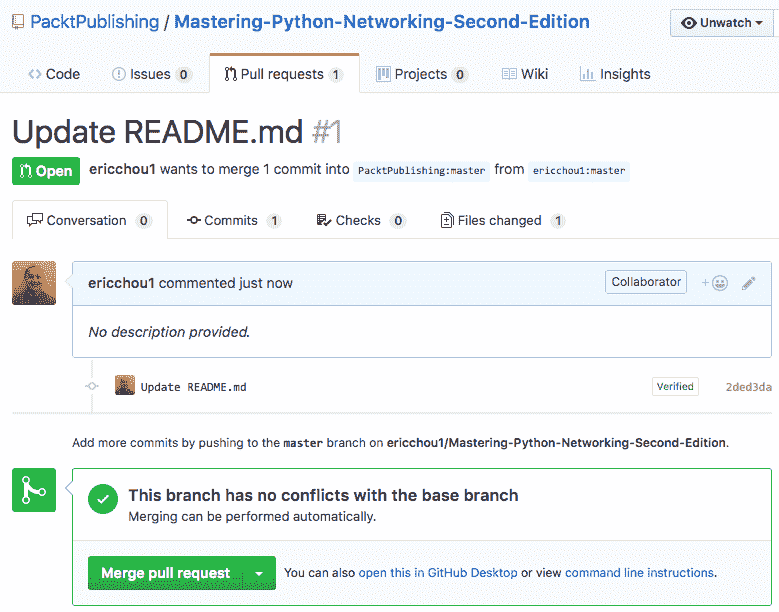 PacktPublishing / Mastering-Python-Networking-Second-Edition Unwatch
Code Issues 0 Pull requests 1 Projects 0 Wiki Insights
Update README.md #1
Open ericchou1 wants to merge 1 commit into PacktPublishing:master from ericchou1:master
Conversation 0 Commits 1 Checks 0 Files changed 1
ericchou1 commented just now Collaborator
No description provided.
Update README.md Verified 2ded3da
Add more commits by pushing to the master branch on ericchou1/Mastering-Python-Networking-Second-Edition.
This branch has no conflicts with the base branch
Merging can be performed automatically.
Merge pull request You can also open this in GitHub Desktop or view command line instructions.